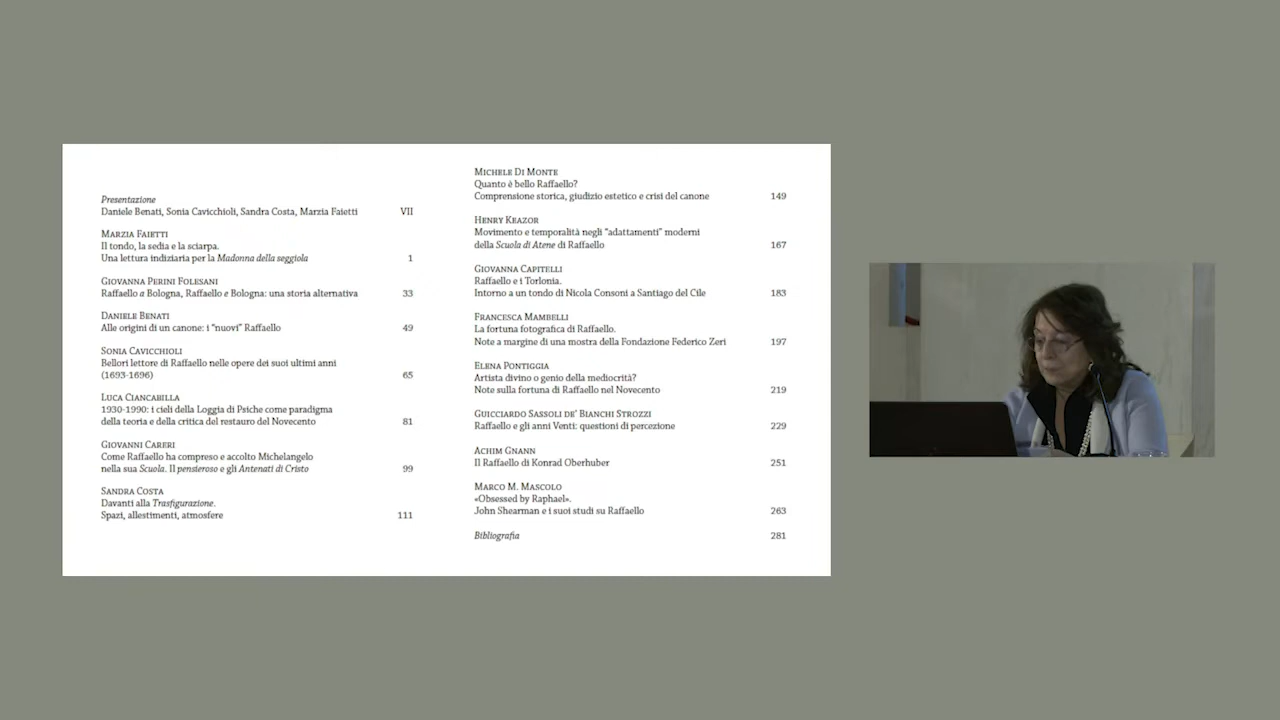 Presentazione
Daniele Benati, Sonia Cavicchioli, Sandra Costa, Marzia Faietti VII
Marzia Faietti
Il tondo, la sedia e la sciarpa.
Una lettura indiziaria per la Madonna della seggiola 1
Giovanna Perini Folesani
Raffaello a Bologna, Raffaello e Bologna: una storia alternativa 33
Daniele Benati
Alle origini di un canone: i “nuovi” Raffaello 49
Sonia Cavicchioli
Bellori lettore di Raffaello nelle opere dei suoi ultimi anni
(1693-1696) 65
Luca Ciancabilla
1930-1990: i cieli della Loggia di Psiche come paradigma
della teoria e della critica del restauro del Novecento 81
Giovanni Careri
Come Raffaello ha compreso e accolto Michelangelo
nella sua Scuola. Il pensieroso e gli Antenati di Cristo 99
Sandra Costa
Davanti alla Trasfigurazione.
Spazi, allestimenti, atmosfere 111
Michele Di Monte
Quanto è bello Raffaello?
Comprensione storica, giudizio estetico e crisi del canone 149
Henry Keazor
Movimento e temporalità negli “adattamenti” moderni
della Scuola di Atene di Raffaello 167
Giovanna Capitelli
Raffaello e i Torlonia.
Intorno a un tondo di Nicola Consoni a Santiago del Cile 183
Francesca Mambelli
La fortuna fotografica di Raffaello.
Note a margine di una mostra della Fondazione Federico Zeri 197
Elena Pontiggia
Artista divino o genio della mediocrità?
Note sulla fortuna di Raffaello nel Novecento 219
Guicciardo Sassoli de’ Bianchi Strozzi
Raffaello e gli anni Venti: questioni di percezione 229
Achim Gnann
Il Raffaello di Konrad Oberhuber 251
Marco M. Mascolo
«Obsessed by Raphael».
John Shearman e i suoi studi su Raffaello 263
Bibliografia 281